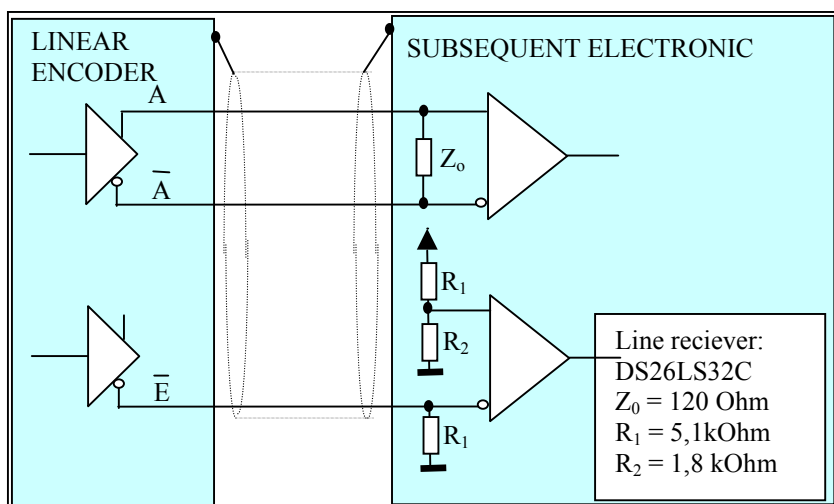 LINEAR
ENCODER
SUBSEQUENT ELECTRONIC
A
Zₒ
A̅
R₁
R₂
E̅
R₁
Line reciever:
DS26LS32C
Z₀ = 120 Ohm
R₁ = 5,1kOhm
R₂ = 1,8 kOhm